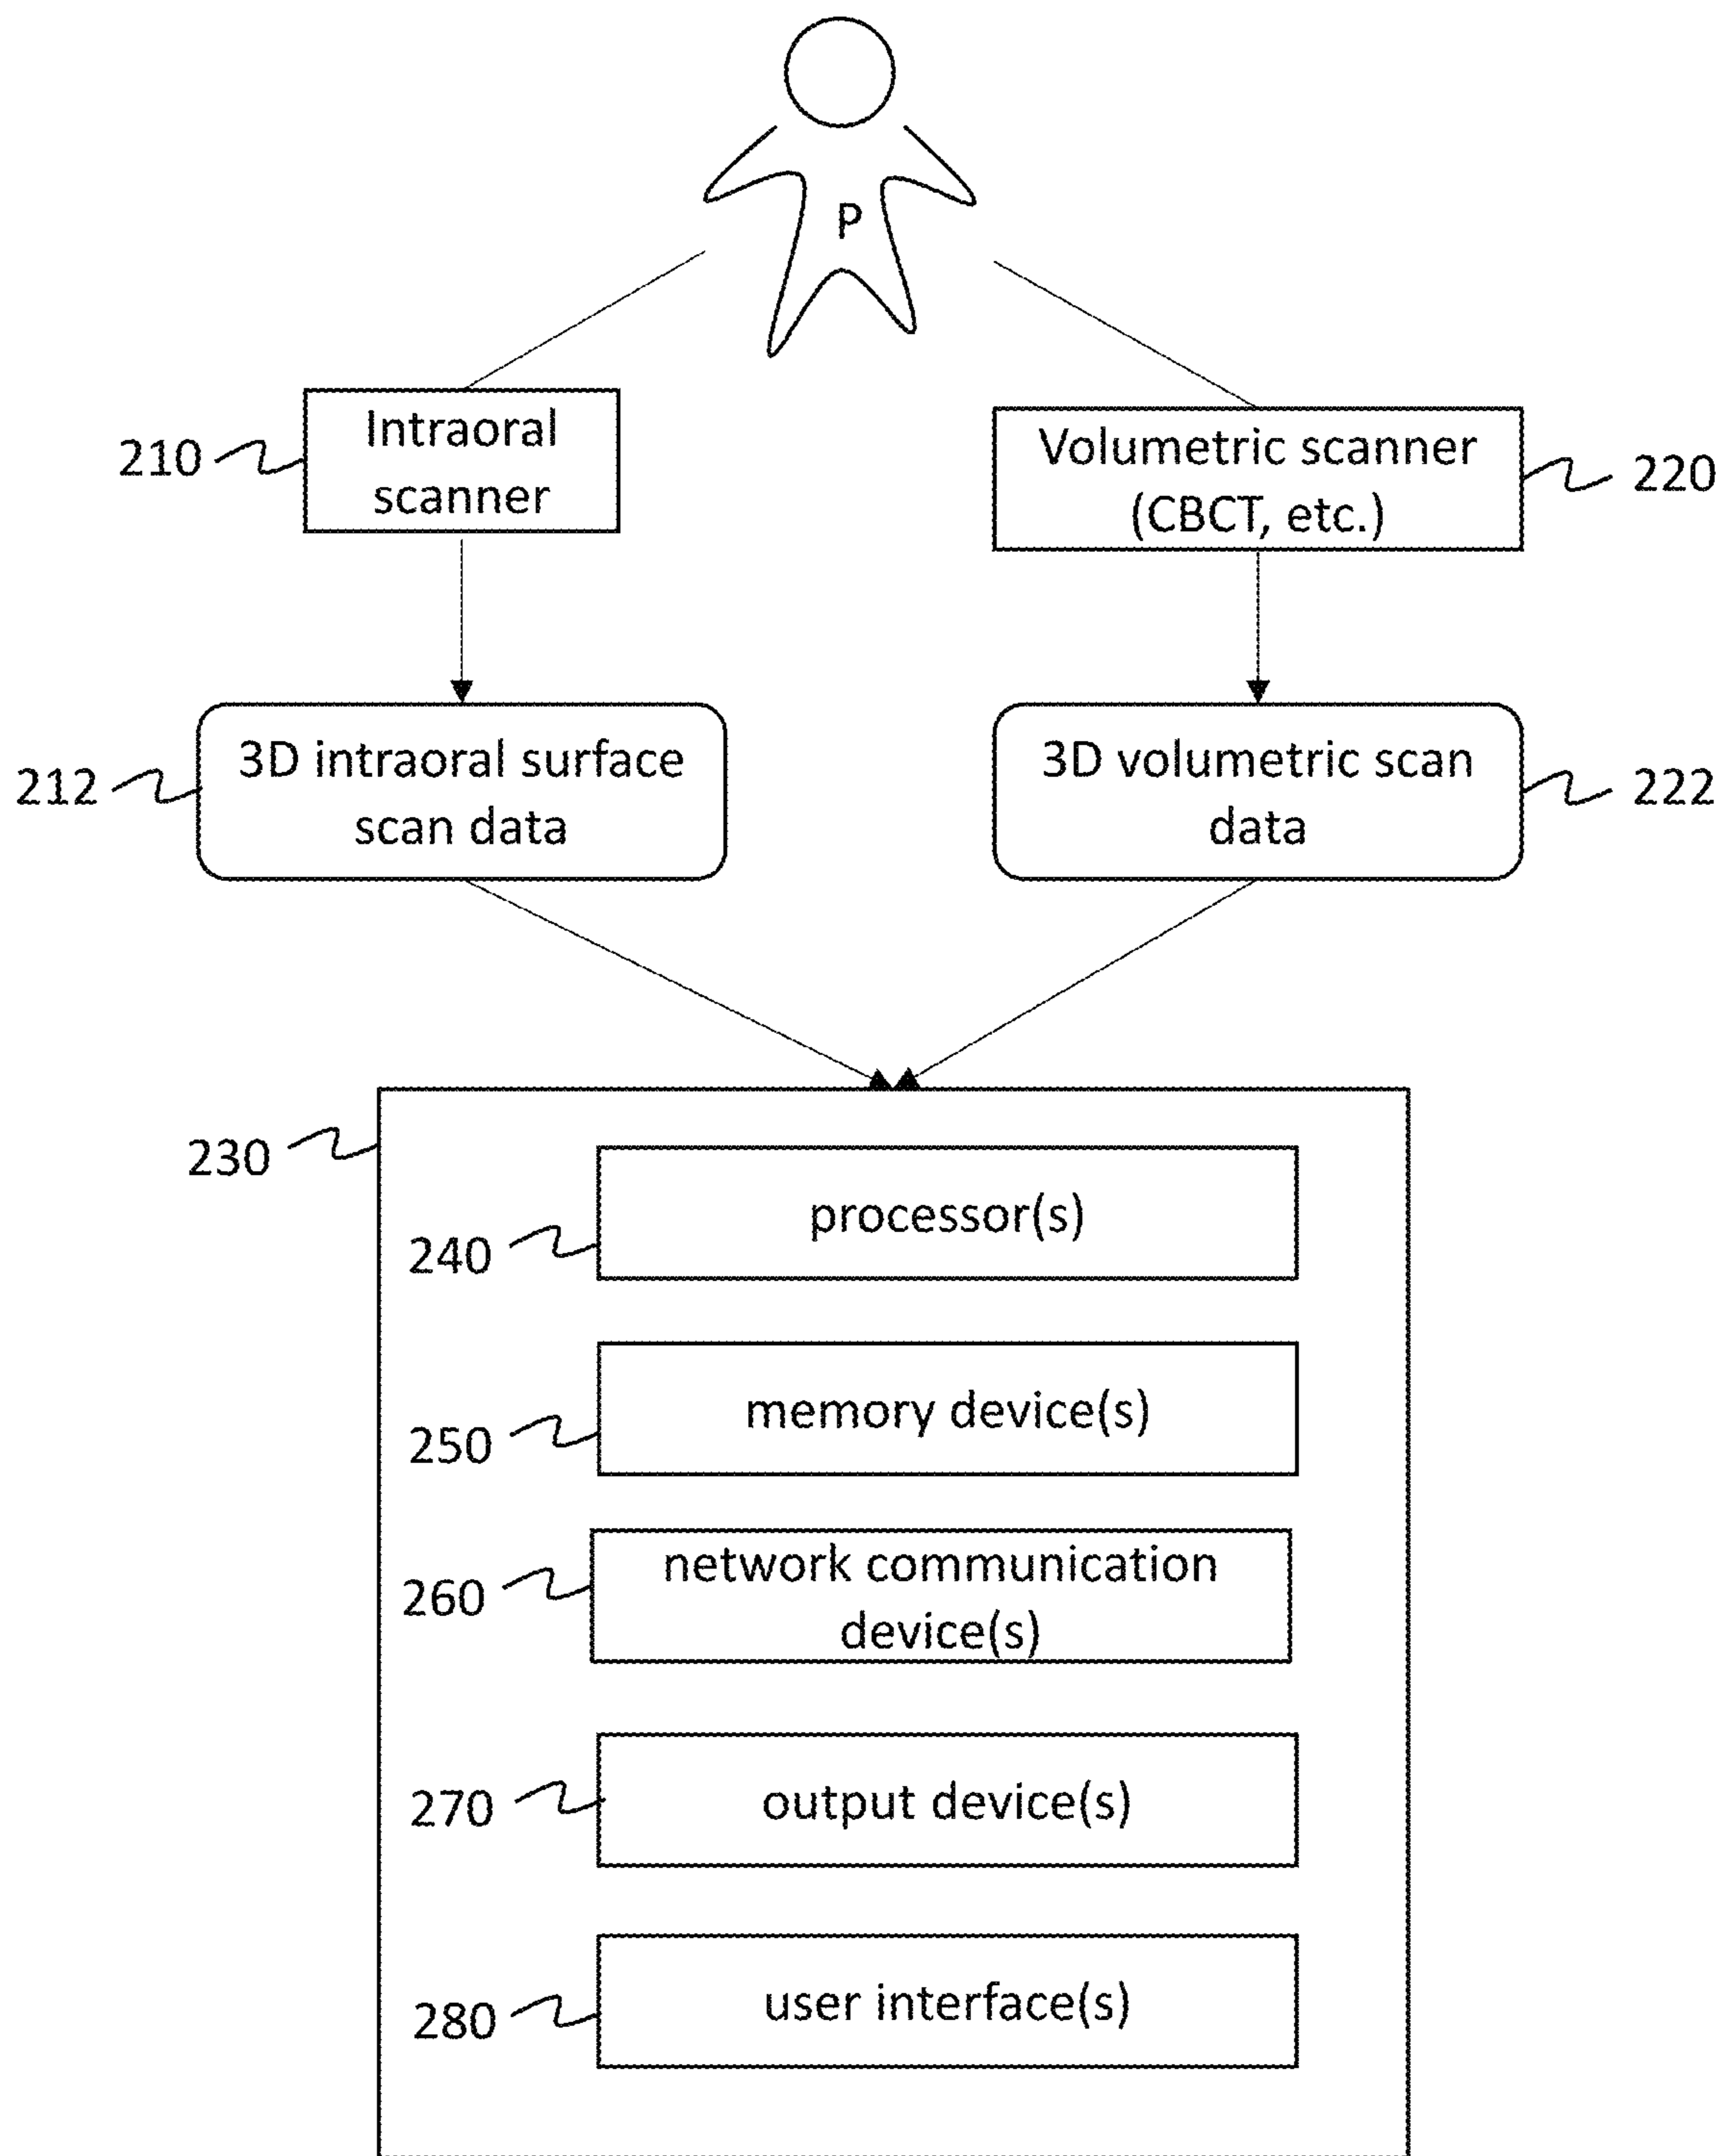 P
Intraoral
scanner
210
Volumetric scanner
(CBCT, etc.)
220
3D intraoral surface
scan data
212
3D volumetric scan
data
222
230
processor(s)
240
memory device(s)
250
network communication
device(s)
260
output device(s)
270
user interface(s)
280